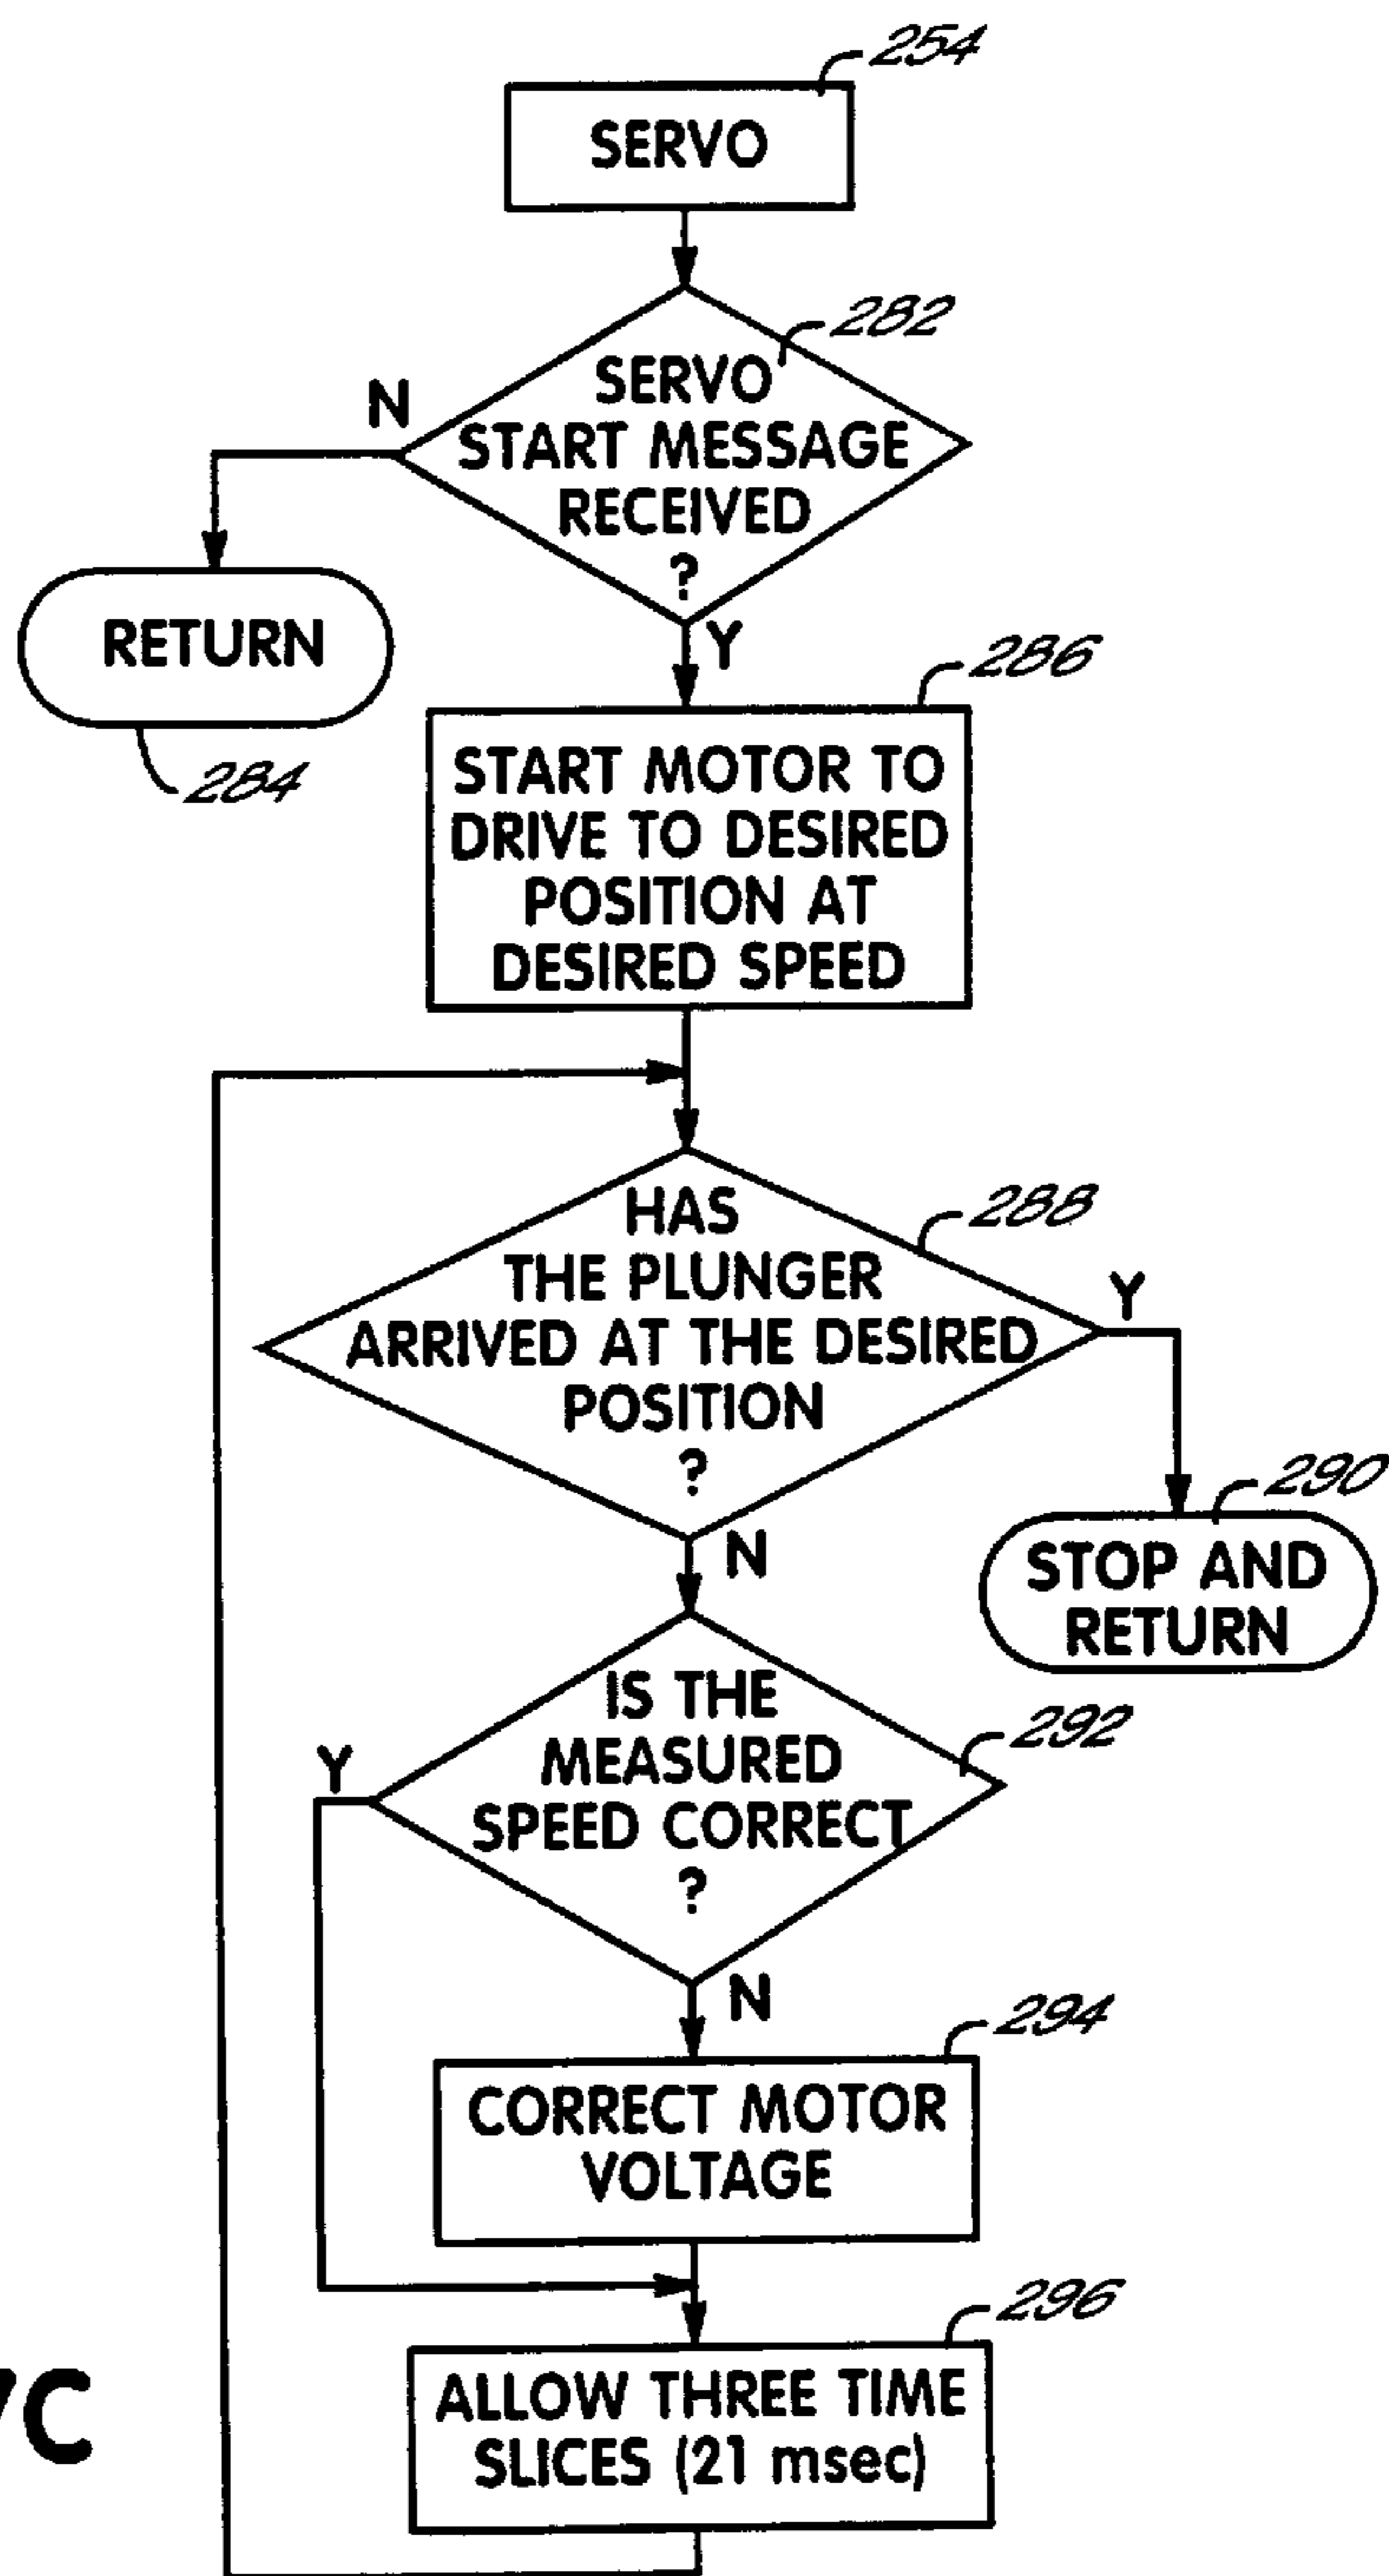 254
SERVO
282
SERVO
START MESSAGE
RECEIVED
?
N
Y
RETURN
284
286
START MOTOR TO
DRIVE TO DESIRED
POSITION AT
DESIRED SPEED
288
HAS
THE PLUNGER
ARRIVED AT THE DESIRED
POSITION
?
Y
N
290
STOP AND
RETURN
292
IS THE
MEASURED
SPEED CORRECT
?
Y
N
294
CORRECT MOTOR
VOLTAGE
296
ALLOW THREE TIME
SLICES (21 msec)